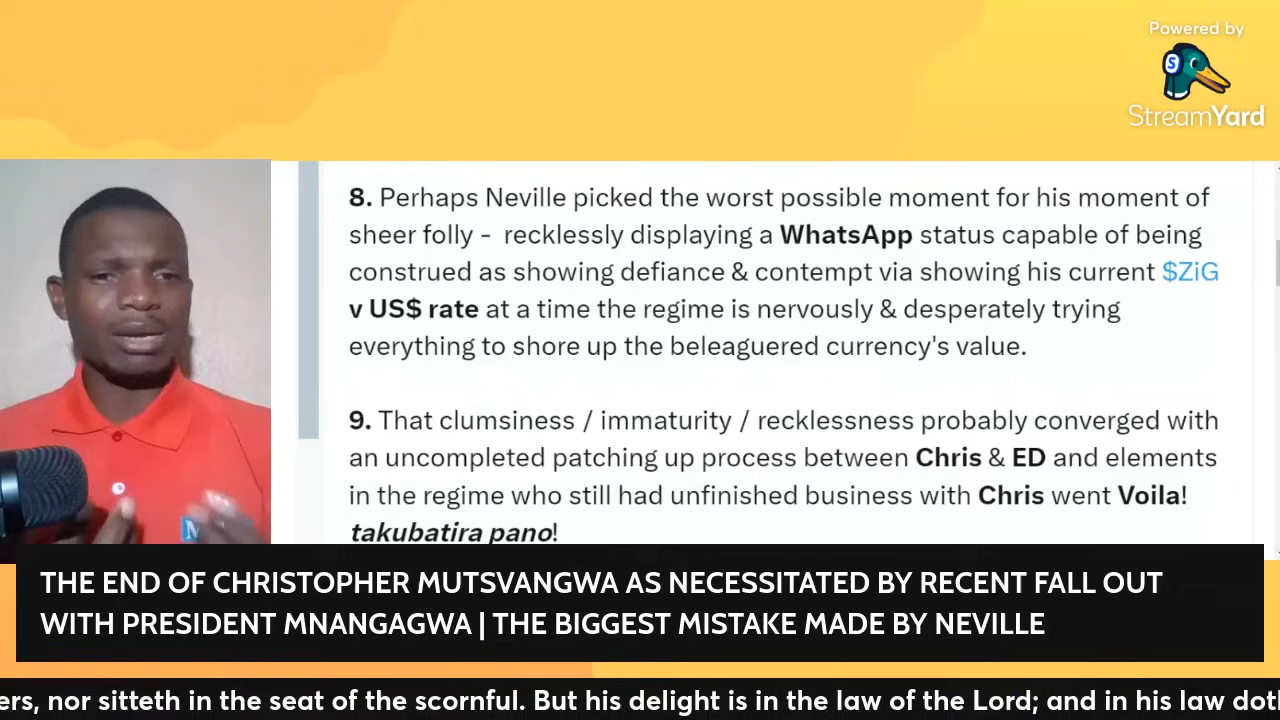 Powered by
S
StreamYard
8. Perhaps Neville picked the worst possible moment for his moment of
sheer folly - recklessly displaying a WhatsApp status capable of being
construed as showing defiance & contempt via showing his current $ZiG
v US$ rate at a time the regime is nervously & desperately trying
everything to shore up the beleaguered currency's value.
9. That clumsiness / immaturity / recklessness probably converged with
an uncompleted patching up process between Chris & ED and elements
in the regime who still had unfinished business with Chris went Voila!
takubatira pano!
THE END OF CHRISTOPHER MUTSVANGWA AS NECESSITATED BY RECENT FALL OUT
WITH PRESIDENT MNANGAGWA | THE BIGGEST MISTAKE MADE BY NEVILLE
ers, nor sitteth in the seat of the scornful. But his delight is in the law of the Lord; and in his law dot